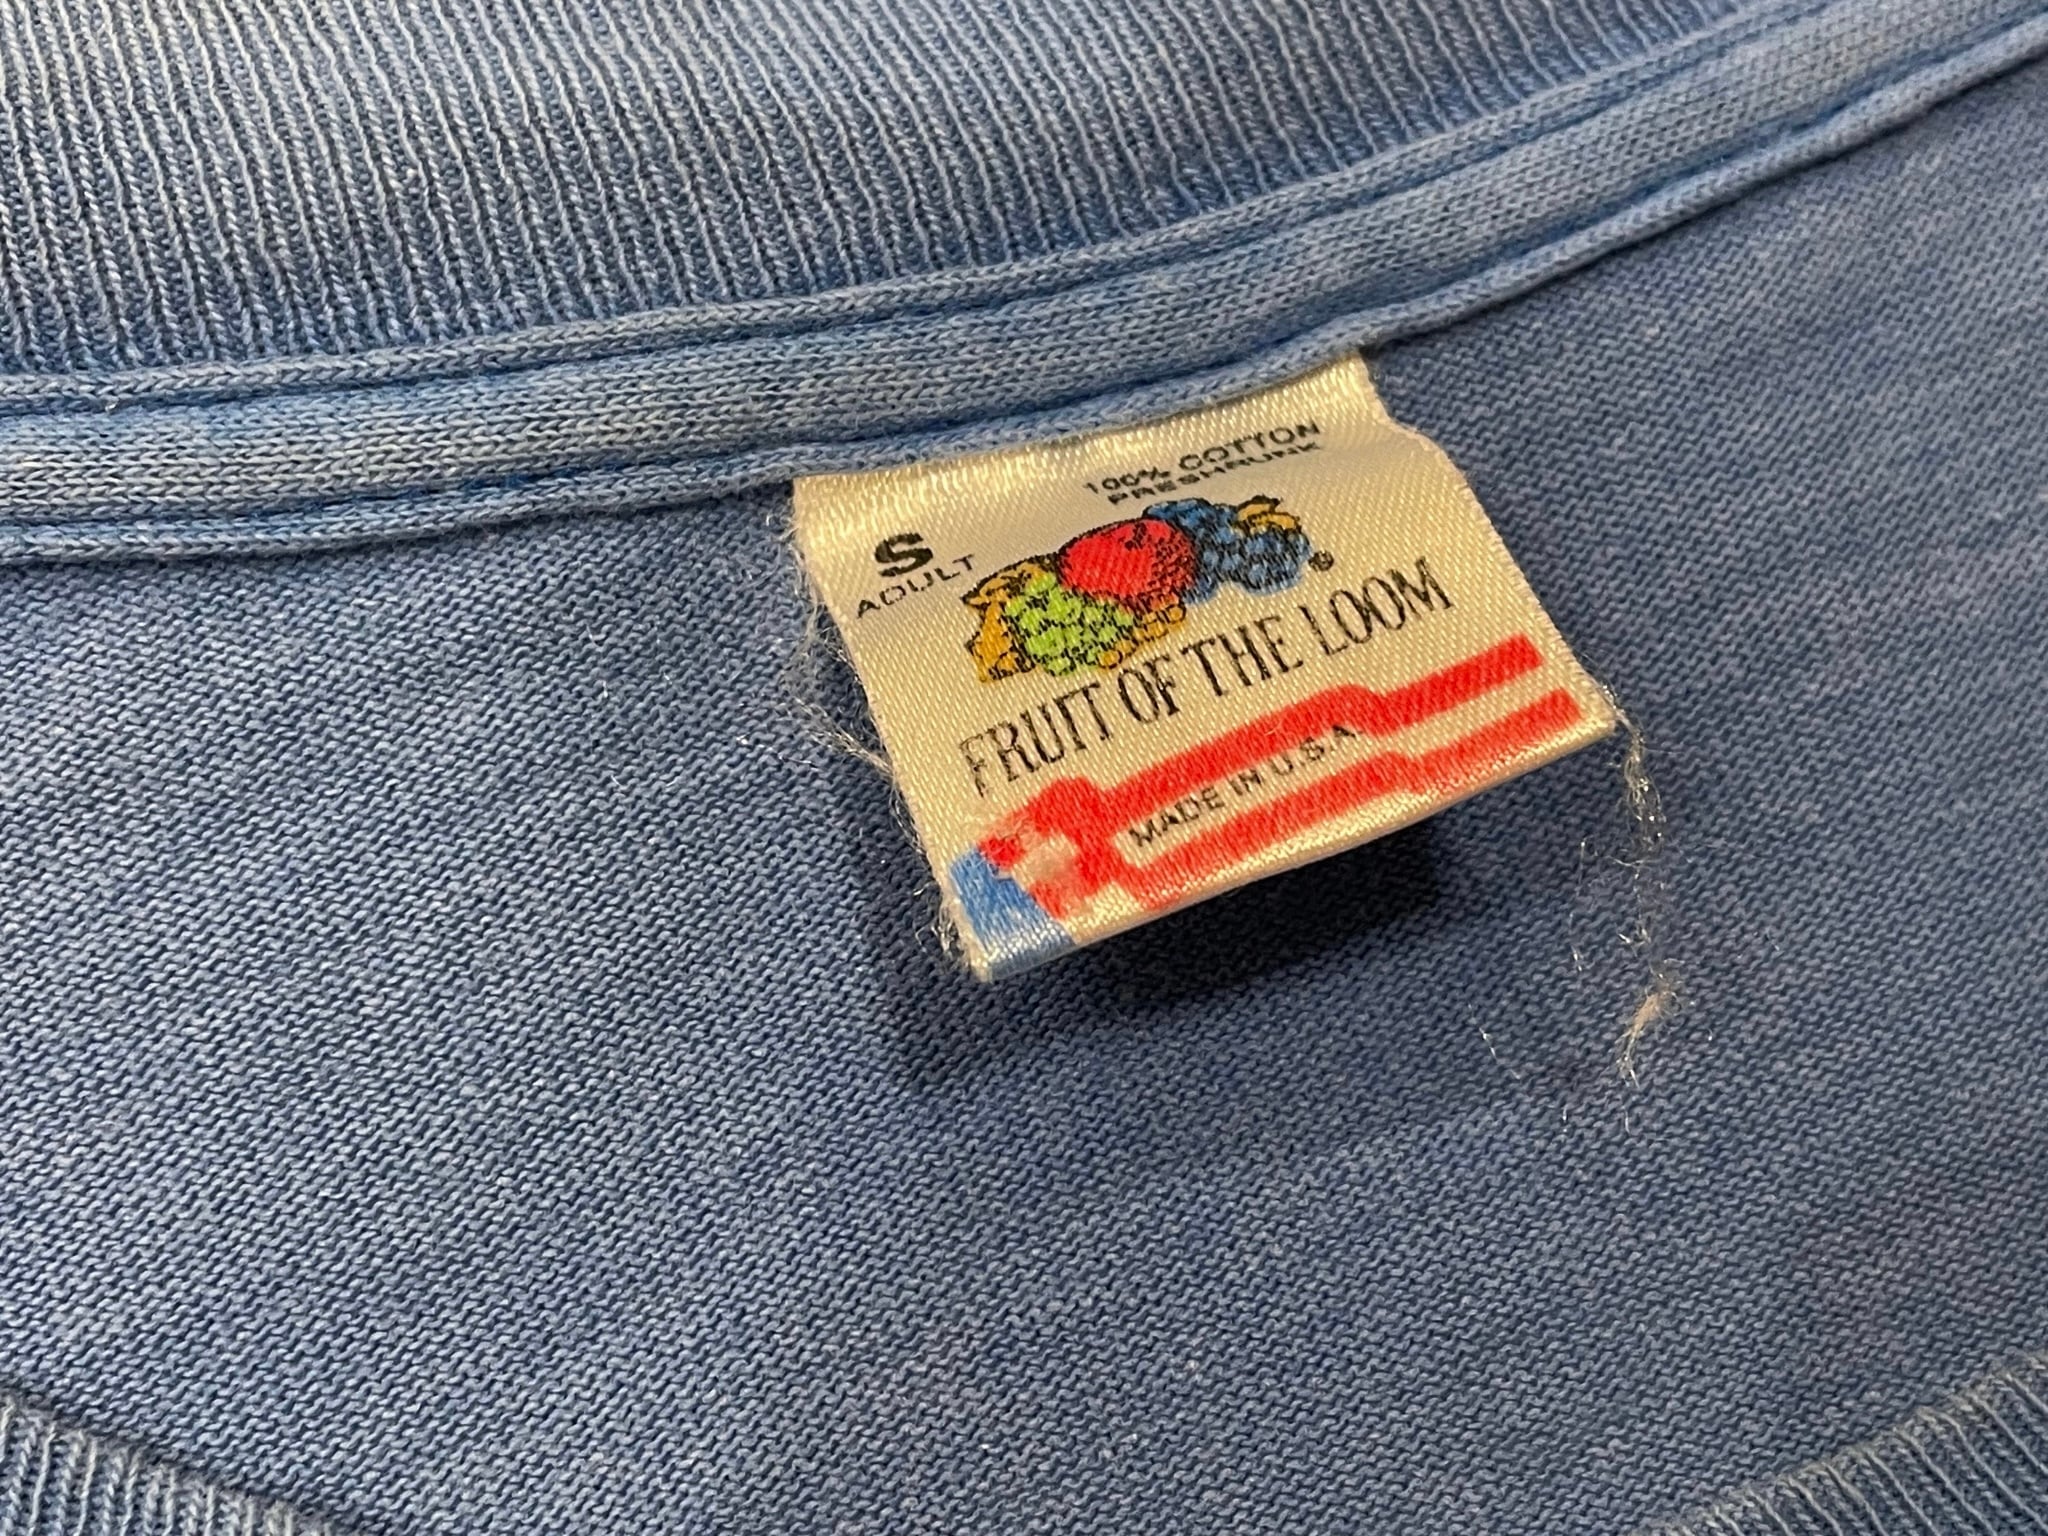 100% COTTON
PRESHRUNK
S
ADULT
FRUIT OF THE LOOM
MADE IN U.S.A.